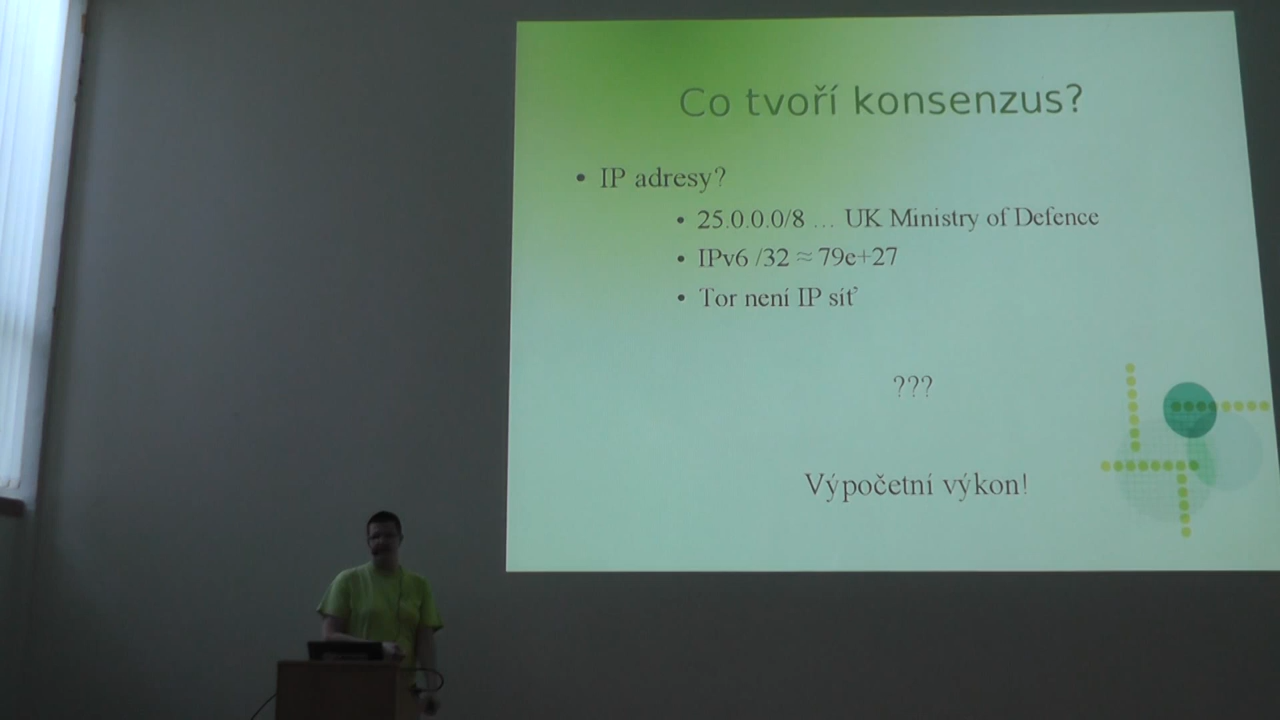 Co tvoří konsenzus?
• IP adresy?
• 25.0.0.0/8 … UK Ministry of Defence
• IPv6 /32 ≈ 79e+27
• Tor není IP síť
???
Výpočetní výkon!